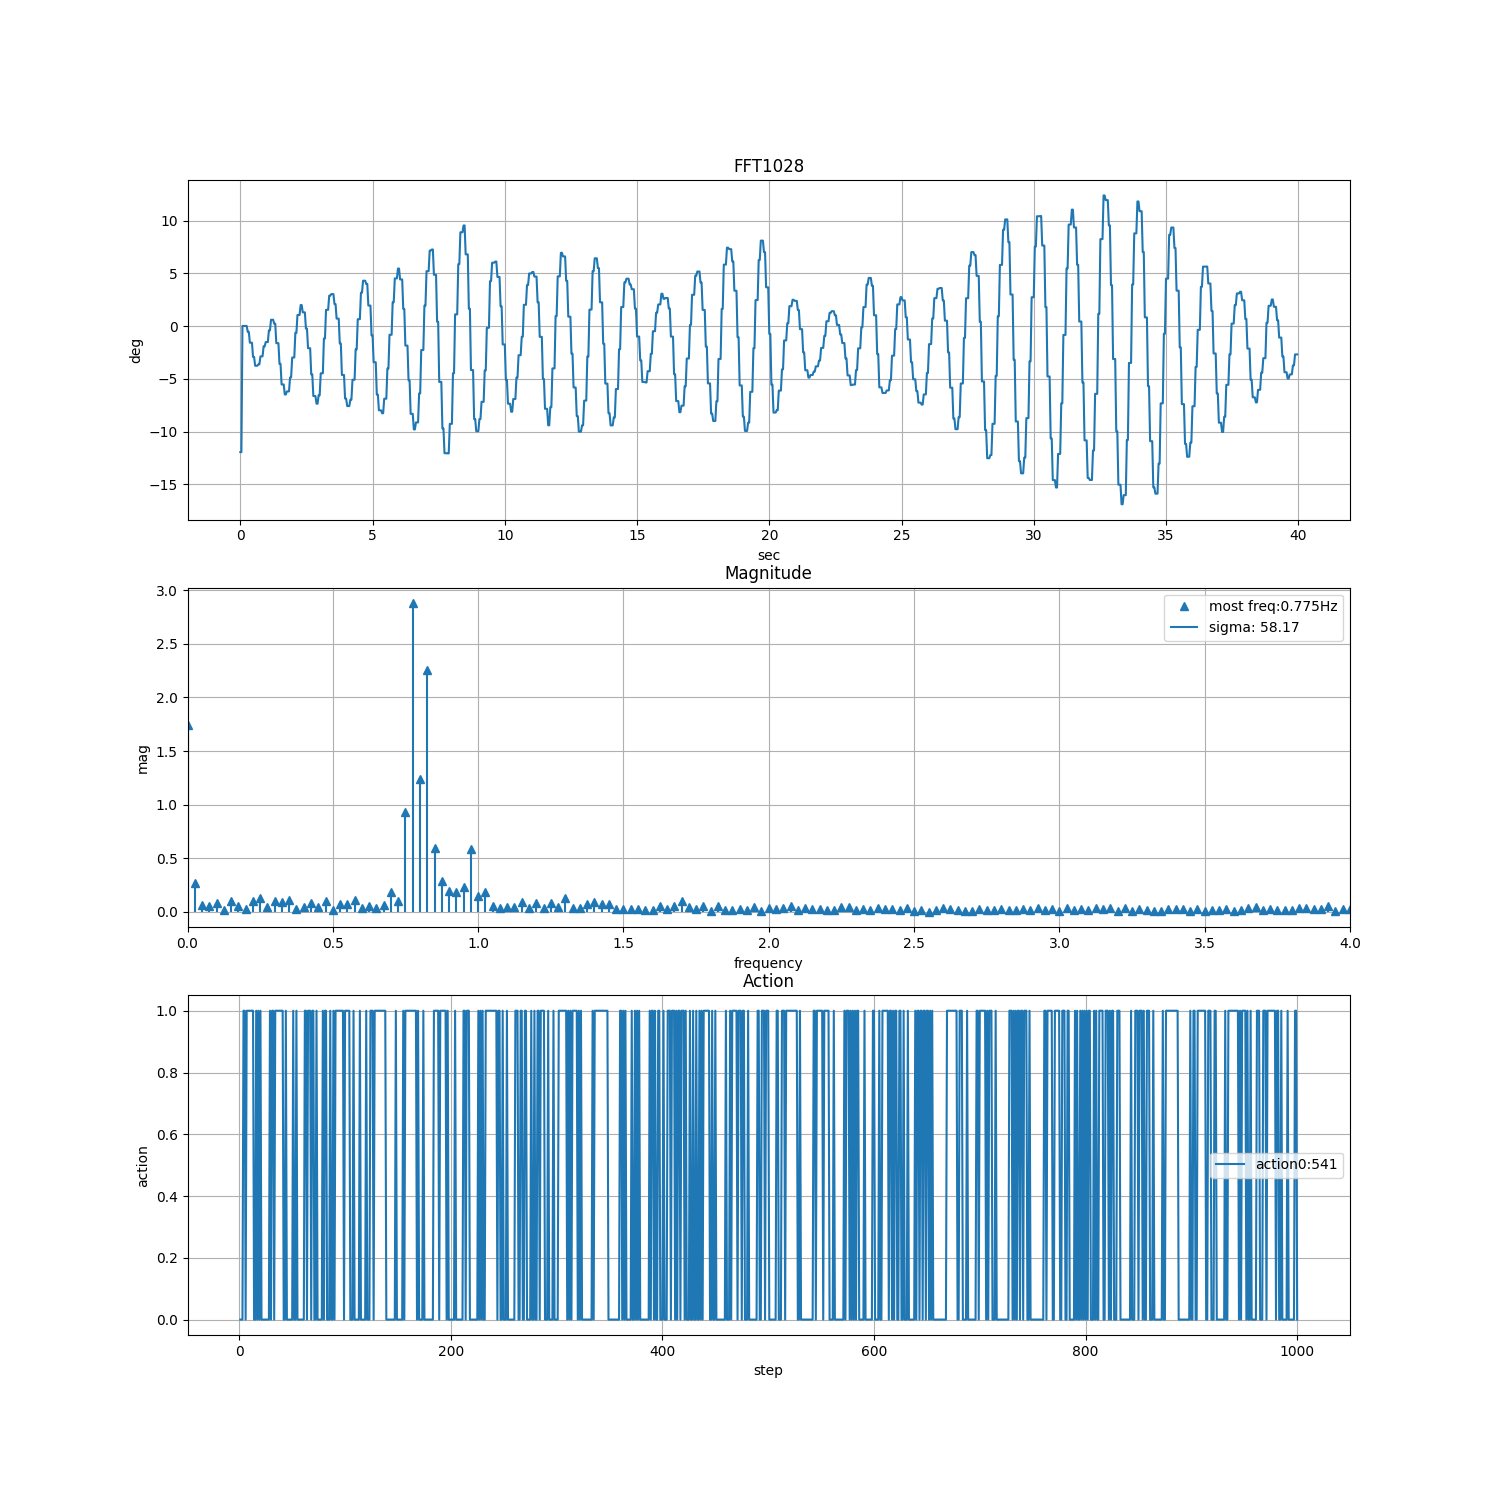 FFT1028
10
5
0
−5
−10
−15
deg
0 5 10 15 20 25 30 35 40
sec
Magnitude
3.0
2.5
2.0
1.5
1.0
0.5
0.0
mag
most freq:0.775Hz
sigma: 58.17
0.0 0.5 1.0 1.5 2.0 2.5 3.0 3.5 4.0
frequency
Action
1.0
0.8
0.6
0.4
0.2
0.0
action
action0:541
0 200 400 600 800 1000
step